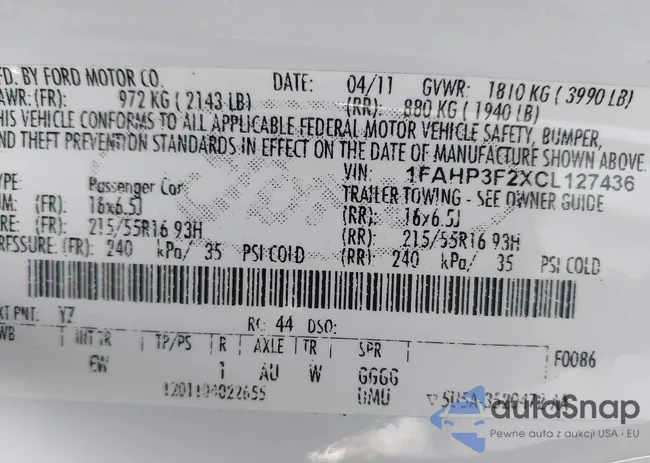 FD. BY FORD MOTOR CO. DATE: 04/11 GVWR: 1810 KG ( 3990 LB)
AWR: (FR): 972 KG ( 2143 LB) (RR): 880 KG ( 1940 LB)
HIS VEHICLE CONFORMS TO ALL APPLICABLE FEDERAL MOTOR VEHICLE SAFETY, BUMPER,
ND THEFT PREVENTION STANDARDS IN EFFECT ON THE DATE OF MANUFACTURE SHOWN ABOVE.
VIN: 1FAHP3F2XCL127436
YPE: Passenger Car TRAILER TOWING - SEE OWNER GUIDE
IM: (FR): 16x6.5J (RR): 16x6.5J
RE: (FR): 215/55R16 93H (RR): 215/55R16 93H
RESSURE: (FR): 240 kPa/ 35 PSI COLD (RR): 240 kPa/ 35 PSI COLD
XT PNT: YZ RC: 44 DSO:
WB INT TR TP/PS R AXLE TR SPR F0086
EW 1 AU W GGGG
GMU
autoSnap
Pewne auta z aukcji USA i EU